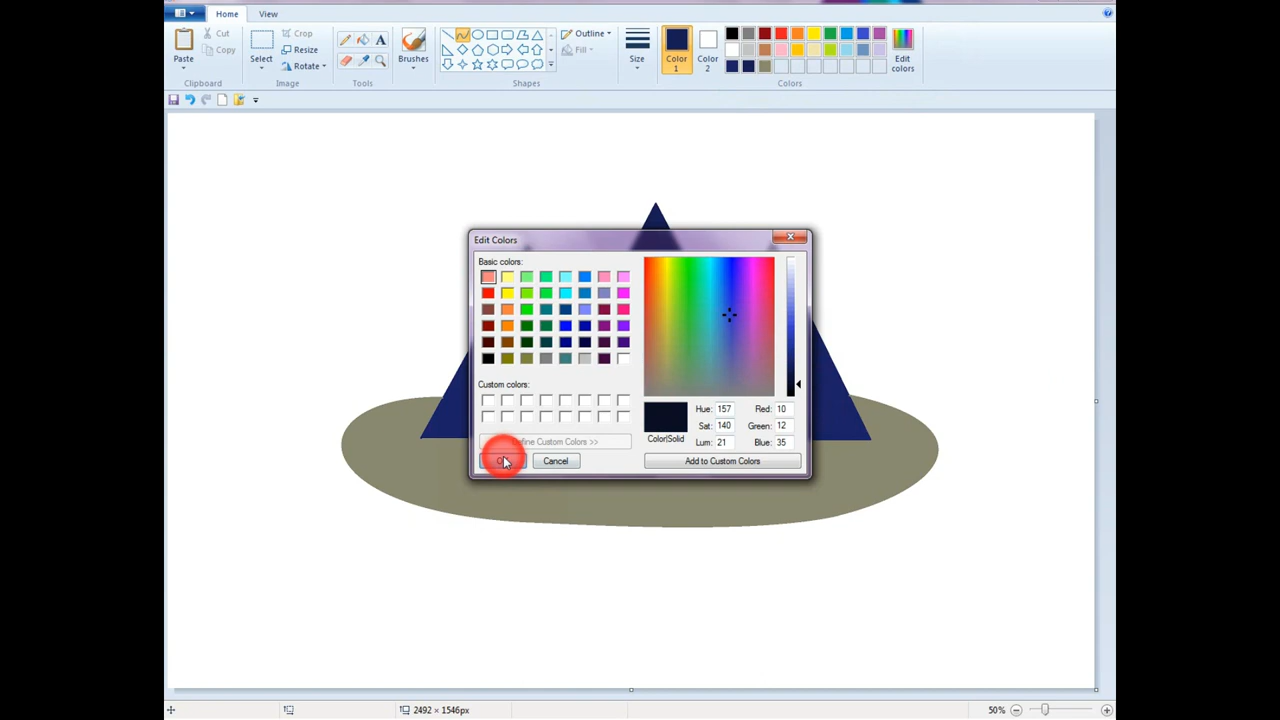 Home View
Cut
Copy
Paste
Clipboard
Crop
Resize
Rotate
Select
Image
A
Tools
Brushes
Outline
Fill
Shapes
Size
Color 1
Color 2
Edit colors
Colors
Edit Colors
Basic colors:
Custom colors:
Define Custom Colors >>
Cancel
Color|Solid
Hue: 157
Sat: 140
Lum: 21
Red: 10
Green: 12
Blue: 35
Add to Custom Colors
2492 × 1546px
50%